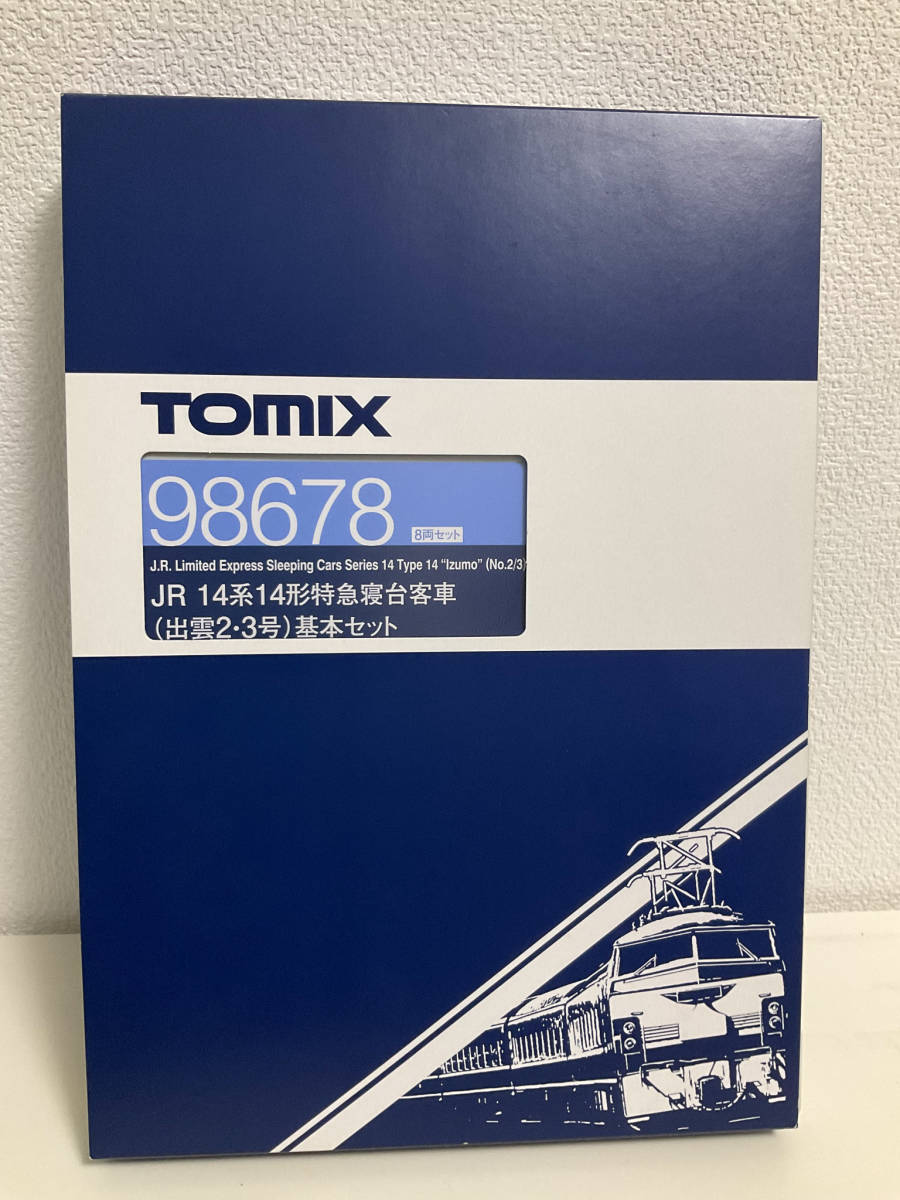 TOMIX
98678 8両セット
J.R. Limited Express Sleeping Cars Series 14 Type 14 “Izumo” (No.2/3)
JR 14系14形特急寝台客車
(出雲2・3号)基本セット